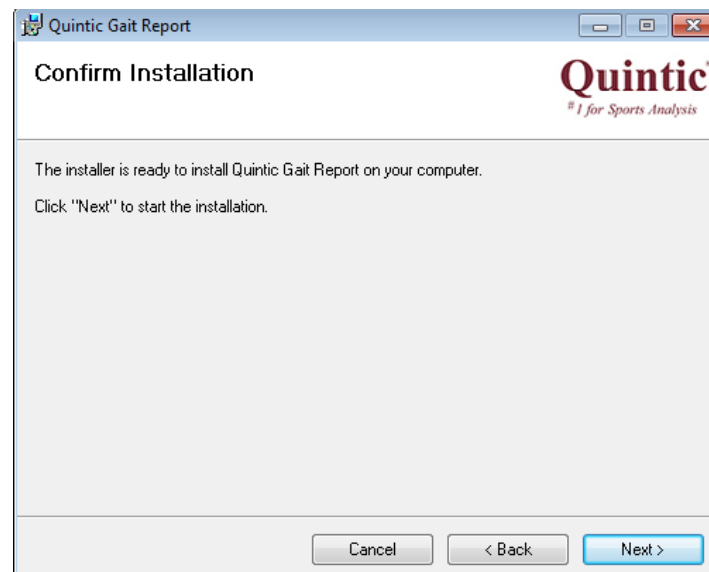 Quintic Gait Report
Confirm Installation
Quintic
#1 for Sports Analysis
The installer is ready to install Quintic Gait Report on your computer.
Click "Next" to start the installation.
Cancel
< Back
Next >